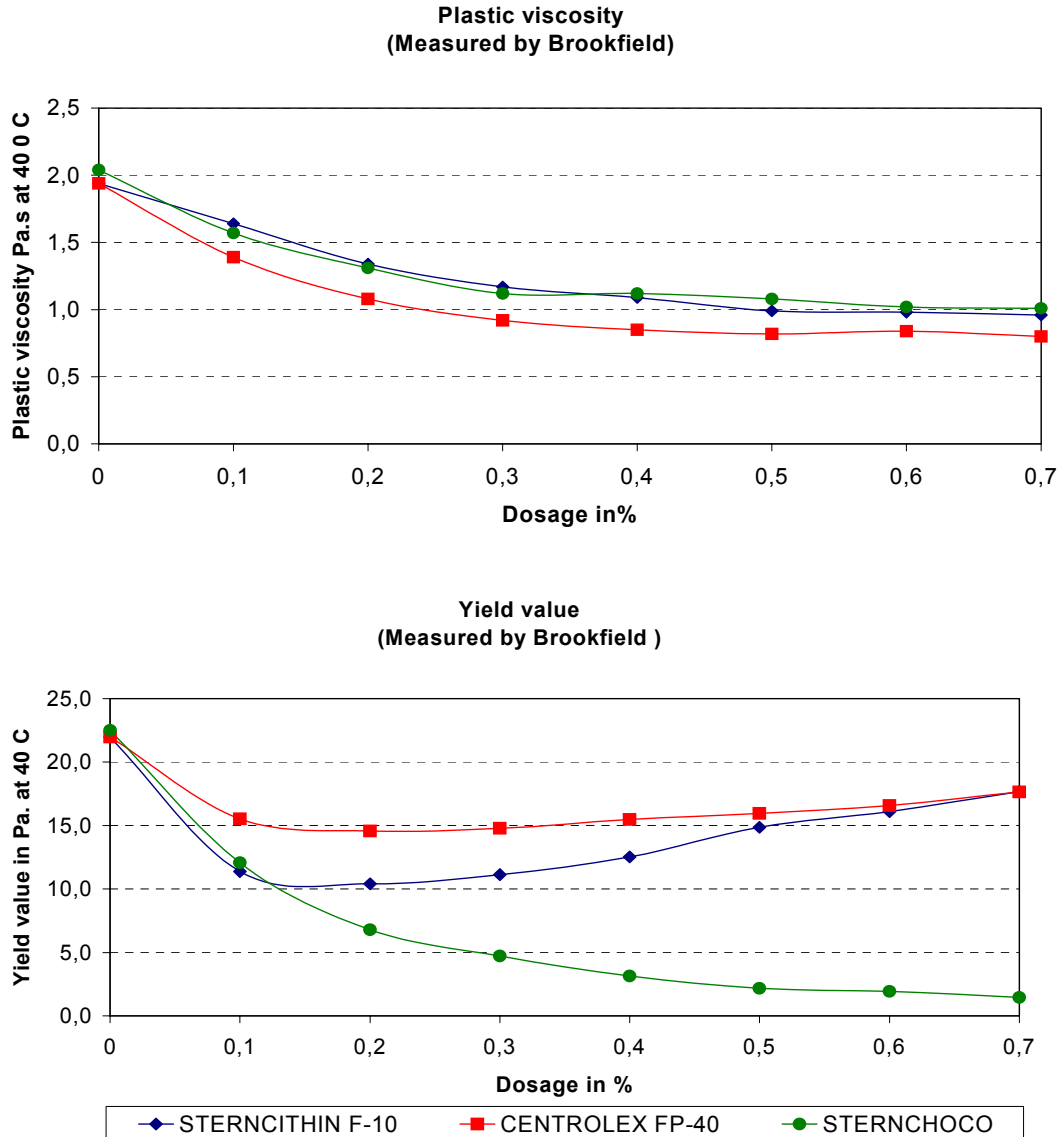 Plastic viscosity
(Measured by Brookfield)
Plastic viscosity Pa.s at 40 0 C
2,5
2,0
1,5
1,0
0,5
0,0
0 0,1 0,2 0,3 0,4 0,5 0,6 0,7
Dosage in%
Yield value
(Measured by Brookfield )
Yield value in Pa. at 40 C
25,0
20,0
15,0
10,0
5,0
0,0
0 0,1 0,2 0,3 0,4 0,5 0,6 0,7
Dosage in %
STERNCITHIN F-10 CENTROLEX FP-40 STERNCHOCO